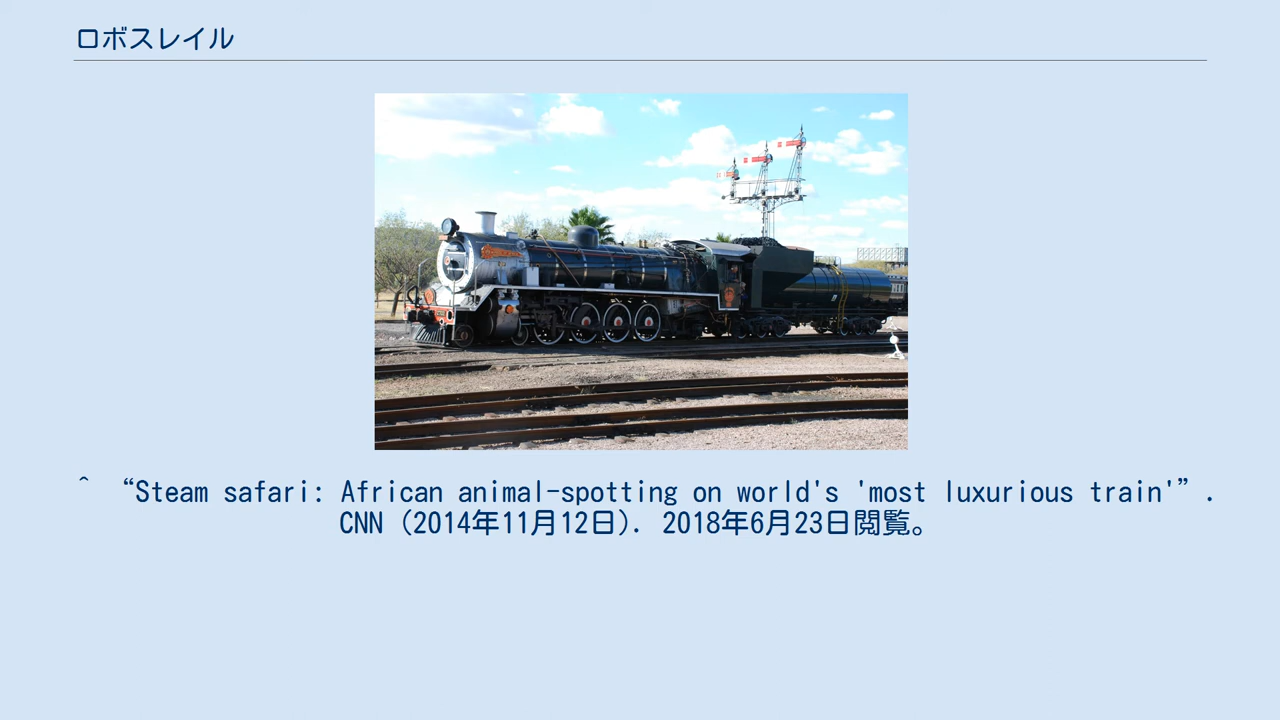 ロボスレイル
^ “Steam safari: African animal-spotting on world's 'most luxurious train'”.
CNN (2014年11月12日). 2018年6月23日閲覧。